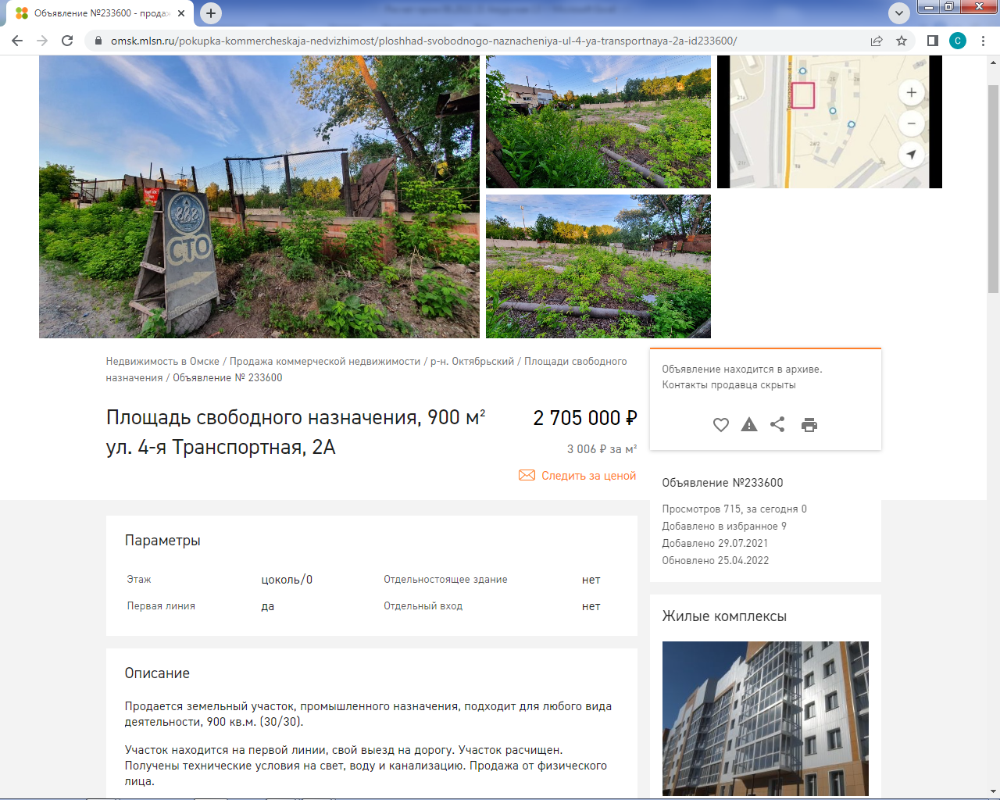 Объявление №233600 - продаж
omsk.mlsn.ru/pokupka-kommercheskaja-nedvizhimost/ploshhad-svobodnogo-naznacheniya-ul-4-ya-transportnaya-2a-id233600/
C
888
СТО
Недвижимость в Омске / Продажа коммерческой недвижимости / р-н. Октябрьский / Площади свободного
назначения / Объявление № 233600
Площадь свободного назначения, 900 м²
ул. 4-я Транспортная, 2А
2 705 000 ₽
3 006 ₽ за м²
Следить за ценой
Объявление находится в архиве.
Контакты продавца скрыты
Объявление №233600
Просмотров 715, за сегодня 0
Добавлено в избранное 9
Добавлено 29.07.2021
Обновлено 25.04.2022
Параметры
Этаж цоколь/0 Отдельностоящее здание нет
Первая линия да Отдельный вход нет
Жилые комплексы
Описание
Продается земельный участок, промышленного назначения, подходит для любого вида
деятельности, 900 кв.м. (30/30).
Участок находится на первой линии, свой выезд на дорогу. Участок расчищен.
Получены технические условия на свет, воду и канализацию. Продажа от физического
лица.